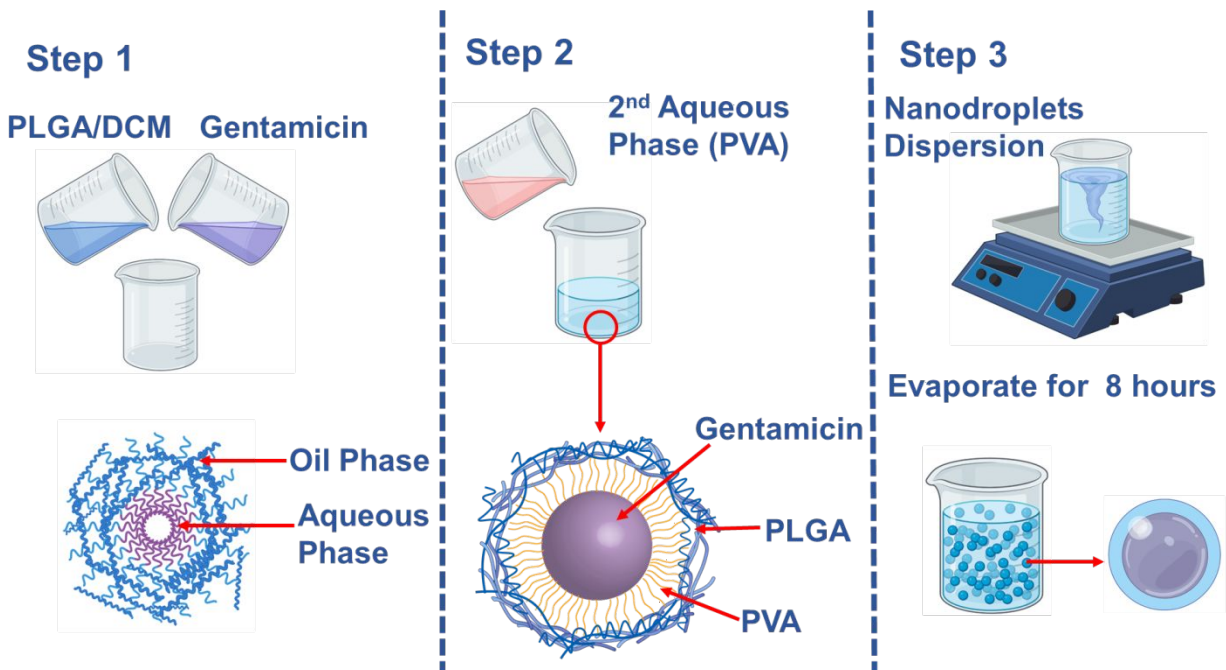 Step 1
PLGA/DCM Gentamicin
Oil Phase
Aqueous
Phase
Step 2
2nd Aqueous
Phase (PVA)
Gentamicin
PLGA
PVA
Step 3
Nanodroplets
Dispersion
Evaporate for 8 hours